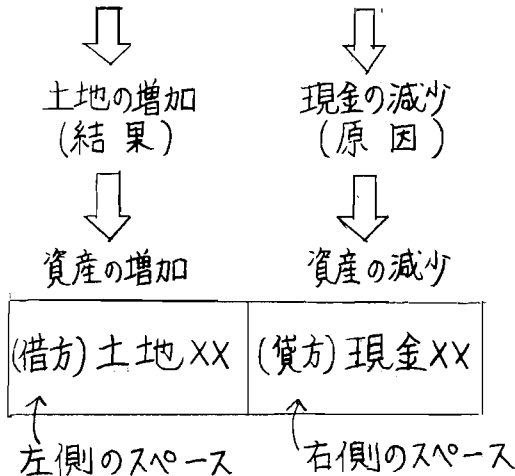 土地の増加 現金の減少
(結果) (原因)
資産の増加 資産の減少
(借方)土地×× (貸方)現金××
左側のスペース 右側のスペース